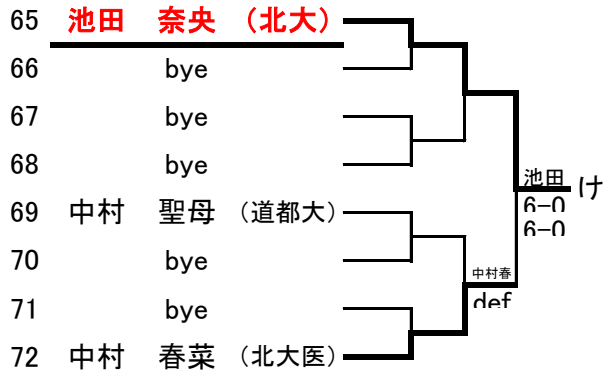 65 池田 奈央 (北大)
66 bye
67 bye
68 bye
池田 け
6-0
69 中村 聖母 (道都大)
6-0
70 bye
中村春
def
71 bye
72 中村 春菜 (北大医)